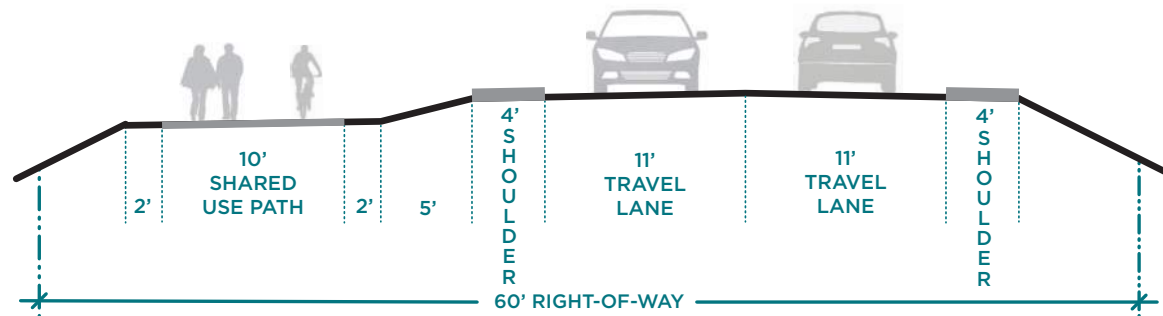 2'
10'
SHARED
USE PATH
2'
5'
4'
SHOULDER
11'
TRAVEL
LANE
11'
TRAVEL
LANE
4'
SHOULDER
60' RIGHT-OF-WAY